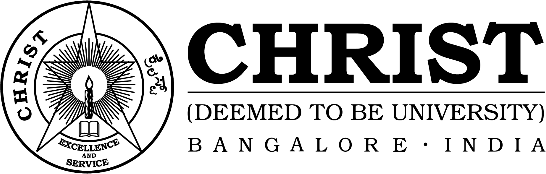 CHRIST
ಕ್ರೈಸ್ಟ್
EXCELLENCE
AND
SERVICE
CHRIST
(DEEMED TO BE UNIVERSITY)
BANGALORE · INDIA